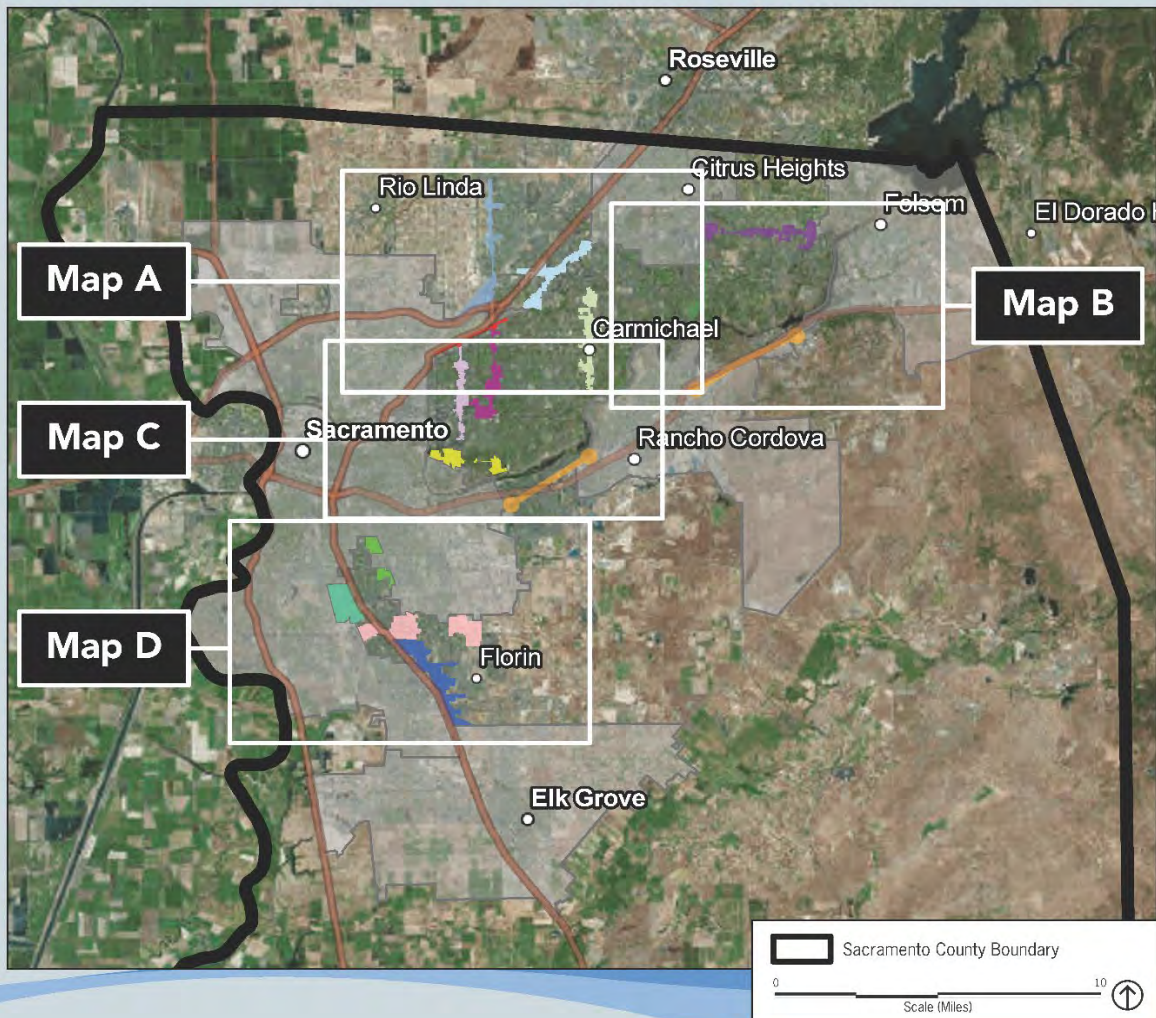 Roseville
Citrus Heights
Rio Linda
Folsom
El Dorado H
Map A
Map B
Carmichael
Map C
Sacramento
Rancho Cordova
Map D
Florin
Elk Grove
Sacramento County Boundary
0 10
Scale (Miles)